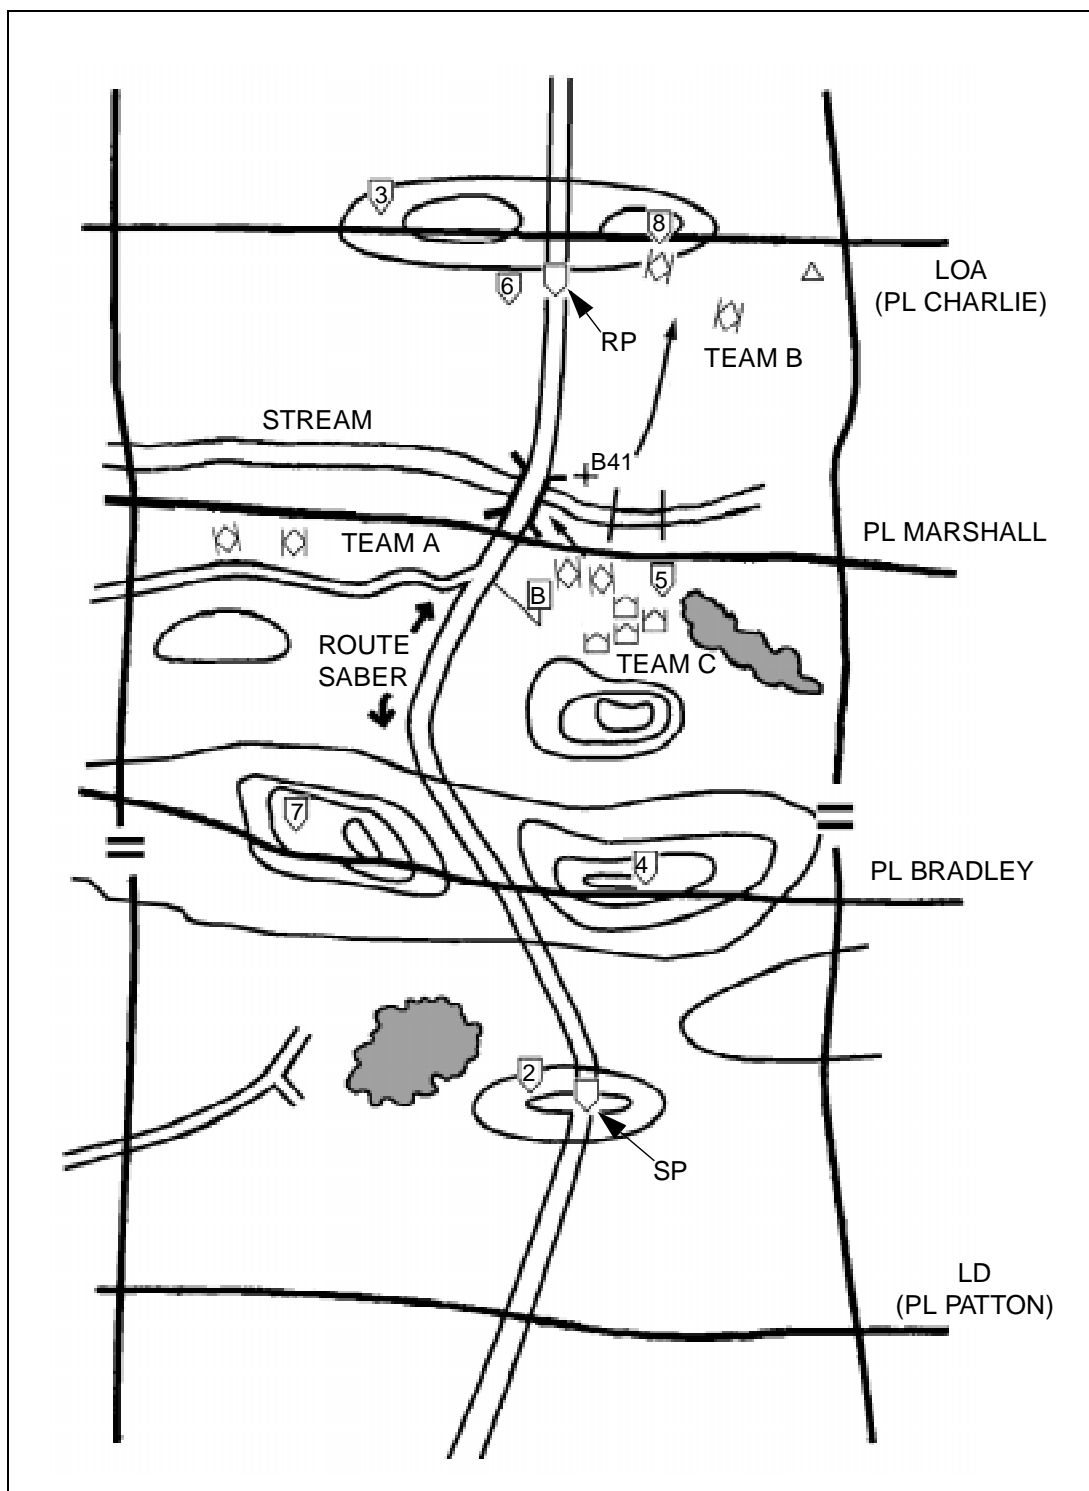 3
8
LOA
(PL CHARLIE)
6
RP
TEAM B
STREAM
B41
PL MARSHALL
TEAM A
5
B
ROUTE
SABER
TEAM C
7
4
PL BRADLEY
2
SP
LD
(PL PATTON)